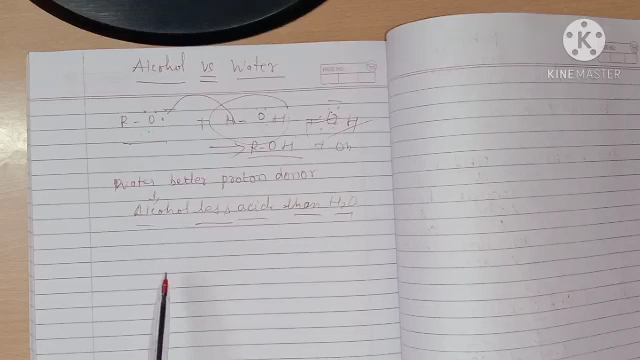 Alcohol vs Water
KINEMASTER
R - O: + H - O H
→ R-O H + OH
Water better proton donor
Alcohol less acidic than H2O